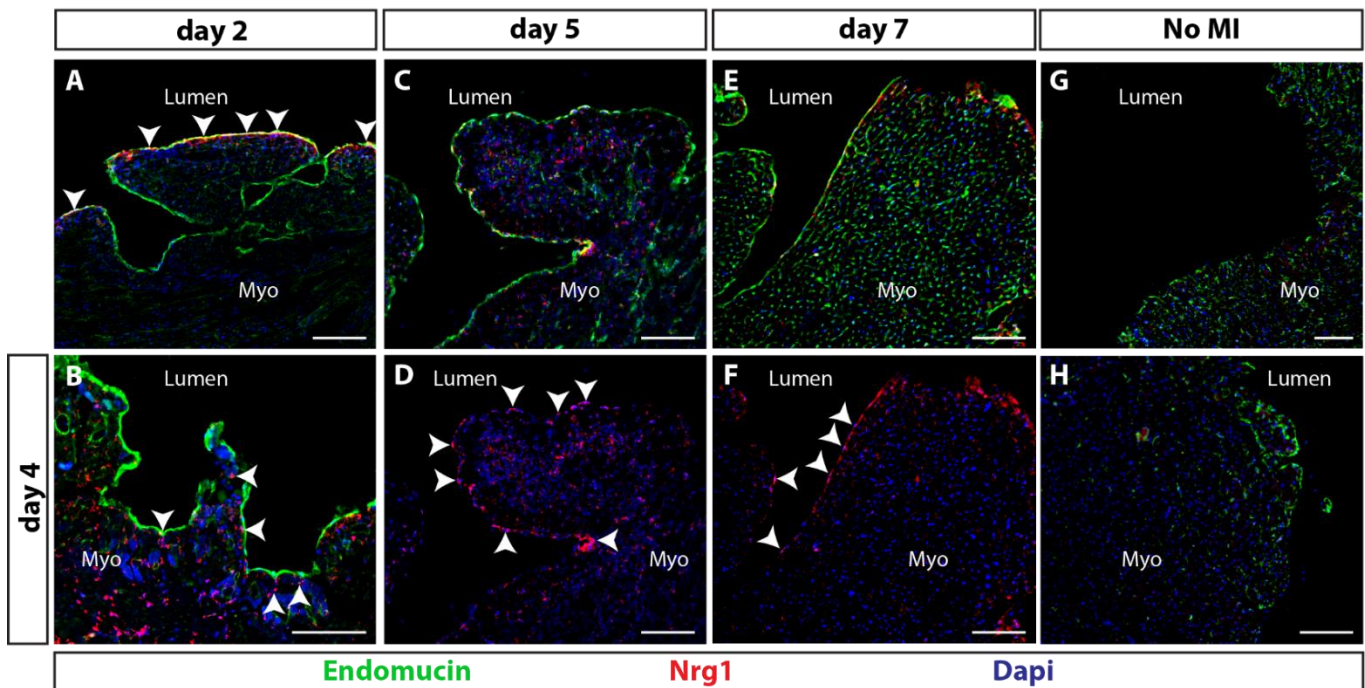 day 2 day 5 day 7 No MI
A Lumen C Lumen E Lumen G Lumen
Myo Myo Myo Myo
B Lumen D Lumen F Lumen H Lumen
Myo Myo Myo Myo
day 4
Endomucin Nrg1 Dapi